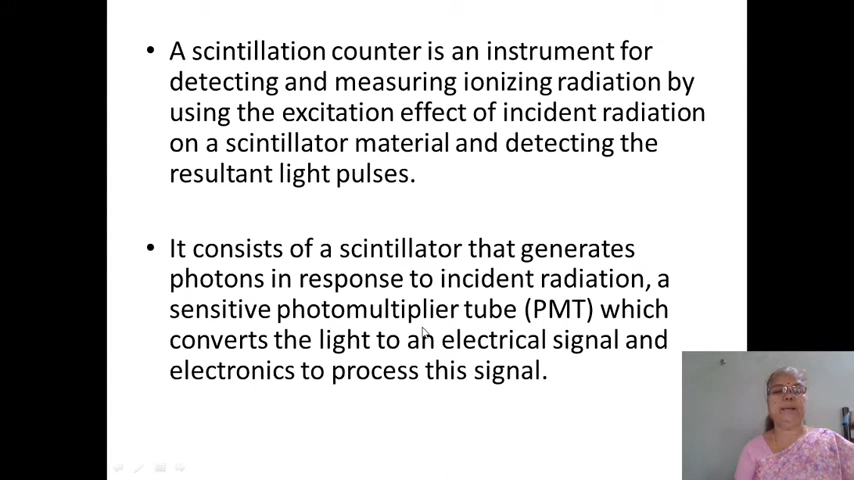 • A scintillation counter is an instrument for
detecting and measuring ionizing radiation by
using the excitation effect of incident radiation
on a scintillator material and detecting the
resultant light pulses.
• It consists of a scintillator that generates
photons in response to incident radiation, a
sensitive photomultiplier tube (PMT) which
converts the light to an electrical signal and
electronics to process this signal.